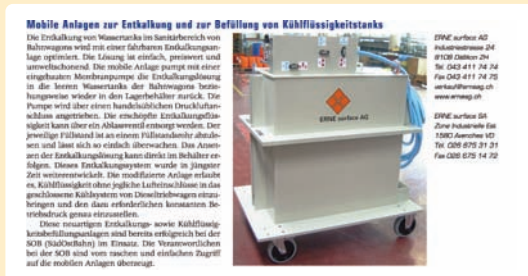 Mobile Anlagen zur Entkalkung und zur Befüllung von Kühlflüssigkeitstanks
Die Entkalkung von Wassertanks im Sanitärbereich von
Bahnwagons wird mit einer fahrbaren Entkalkungsan-
lage optimiert. Die Lösung ist einfach, preiswert und
umweltschonend. Die mobile Anlage pumpt mit einer
eingebauten Membranpumpe die Entkalkungslösung
in die leeren Wassertanks der Bahnwagons bezie-
hungsweise wieder in den Lagerbehälter zurück. Die
Pumpe wird über einen handelsüblichen Druckluftan-
schluss angetrieben. Die erschöpfte Entkalkungsflüs-
sigkeit kann über ein Ablassventil entsorgt werden. Der
jeweilige Füllstand ist an einem Füllstandsrohr abzule-
sen und lässt sich so einfach überwachen. Das Anset-
zen der Entkalkungslösung kann direkt im Behälter er-
folgen. Dieses Entkalkungssystem wurde in jüngster
Zeit weiterentwickelt. Die modifizierte Anlage erlaubt
es, Kühlflüssigkeit ohne jegliche Lufteinschlüsse in das
geschlossene Kühlsystem von Dieseltriebwagen einzu-
bringen und den dazu erforderlichen konstanten Be-
triebsdruck genau einzustellen.
Diese neuartigen Entkalkungs- sowie Kühlflüssig-
keitsbefüllungsanlagen sind bereits erfolgreich bei der
SOB (SüdOstBahn) im Einsatz. Die Verantwortlichen
bei der SOB sind vom raschen und einfachen Zugriff
auf die mobilen Anlagen überzeugt.
ERNE surface AG
ERNE surface AG
Industriestrasse 24
8108 Dällikon ZH
Tel. 043 411 74 74
Fax 043 411 74 75
verkauf@erneag.ch
www.erneag.ch
ERNE surface SA
Zone Industrielle Est
1580 Avenches VD
Tel. 026 675 31 31
Fax 026 675 14 72